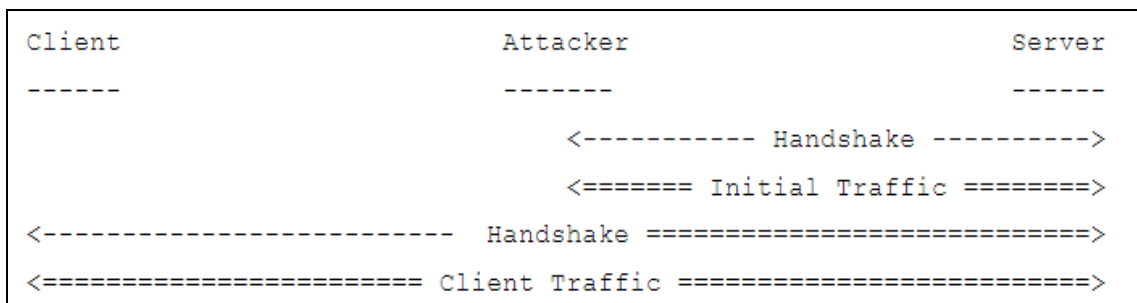 Client Attacker Server
------ ------- ------
<----------- Handshake ---------->
<======= Initial Traffic ========>
<-------------------------- Handshake ============================>
<======================== Client Traffic ==========================>